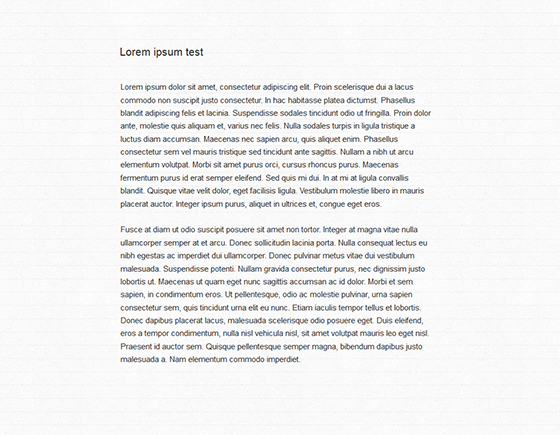 Lorem ipsum test
Lorem ipsum dolor sit amet, consectetur adipiscing elit. Proin scelerisque dui a lacus
commodo non suscipit justo consectetur. In hac habitasse platea dictumst. Phasellus
blandit adipiscing felis et lacinia. Suspendisse sodales tincidunt odio ut fringilla. Proin dolor
ante, molestie quis aliquam et, varius nec felis. Nulla sodales turpis in ligula tristique a
luctus diam accumsan. Maecenas nec sapien arcu, quis aliquet enim. Phasellus
consectetur sem vel mauris tristique sed tincidunt ante sagittis. Nullam a nibh ut arcu
elementum volutpat. Morbi sit amet purus orci, cursus rhoncus purus. Maecenas
fermentum purus id erat semper eleifend. Sed quis mi dui. In at mi at ligula convallis
blandit. Quisque vitae velit dolor, eget facilisis ligula. Vestibulum molestie libero in mauris
placerat auctor. Integer ipsum purus, aliquet in ultrices et, congue eget eros.
Fusce at diam ut odio suscipit posuere sit amet non tortor. Integer at magna vitae nulla
ullamcorper semper at et arcu. Donec sollicitudin lacinia porta. Nulla consequat lectus eu
nibh egestas ac imperdiet dui ullamcorper. Donec pulvinar metus vitae dui vestibulum
malesuada. Suspendisse potenti. Nullam gravida consectetur purus, nec dignissim justo
lobortis ut. Maecenas ut quam eget nunc sagittis accumsan ac id dolor. Morbi et sem
sapien, in condimentum eros. Ut pellentesque, odio ac molestie pulvinar, urna sapien
consectetur sem, quis tincidunt urna elit eu nunc. Etiam iaculis tempor tellus et lobortis.
Donec dapibus placerat lacus, malesuada scelerisque odio posuere eget. Duis eleifend,
eros a tempor condimentum, nulla nisl vehicula nisl, sit amet volutpat mauris leo eget nisl.
Praesent id auctor sem. Quisque pellentesque semper magna, bibendum dapibus justo
malesuada a. Nam elementum commodo imperdiet.